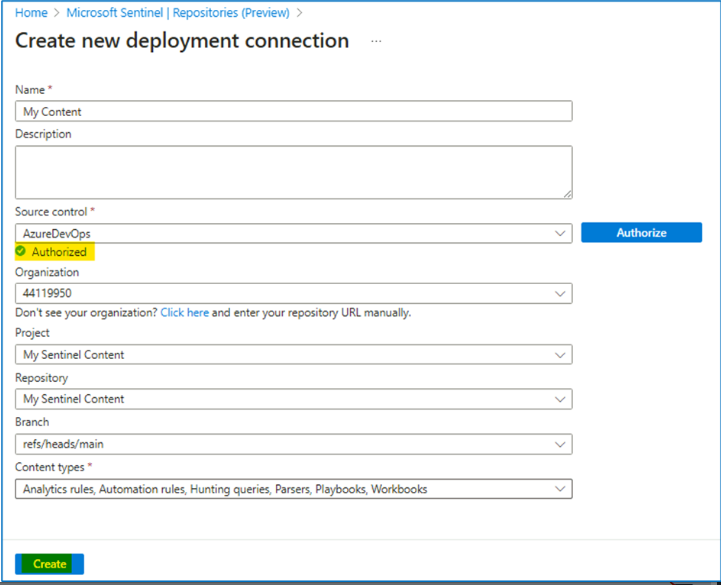 Home > Microsoft Sentinel | Repositories (Preview) >
Create new deployment connection ...
Name *
My Content
Description
Source control *
AzureDevOps
Authorize
Authorized
Organization
44119950
Don't see your organization? Click here and enter your repository URL manually.
Project
My Sentinel Content
Repository
My Sentinel Content
Branch
refs/heads/main
Content types *
Analytics rules, Automation rules, Hunting queries, Parsers, Playbooks, Workbooks
Create